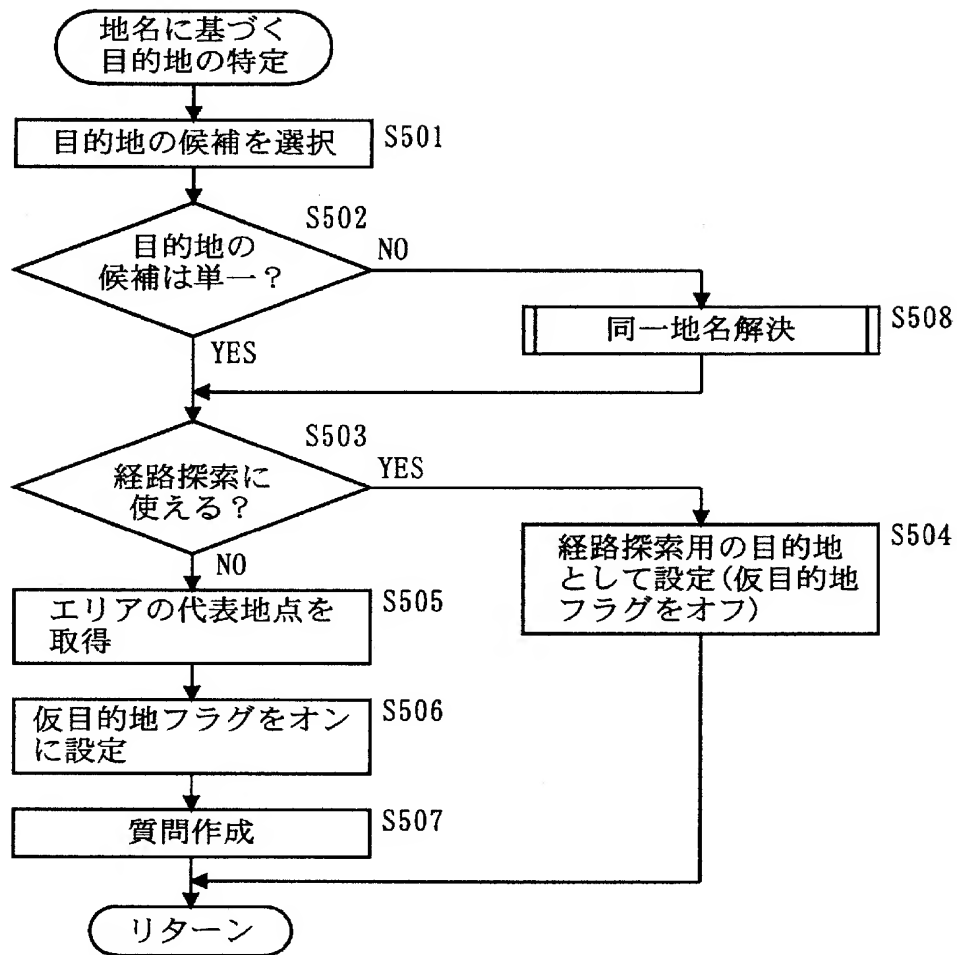 地名に基づく
目的地の特定
目的地の候補を選択
S501
S502
目的地の
候補は単一？
NO
YES
同一地名解決
S508
S503
経路探索に
使える？
YES
NO
経路探索用の目的地
として設定(仮目的地
フラグをオフ)
S504
エリアの代表地点を
取得
S505
仮目的地フラグをオン
に設定
S506
質問作成
S507
リターン